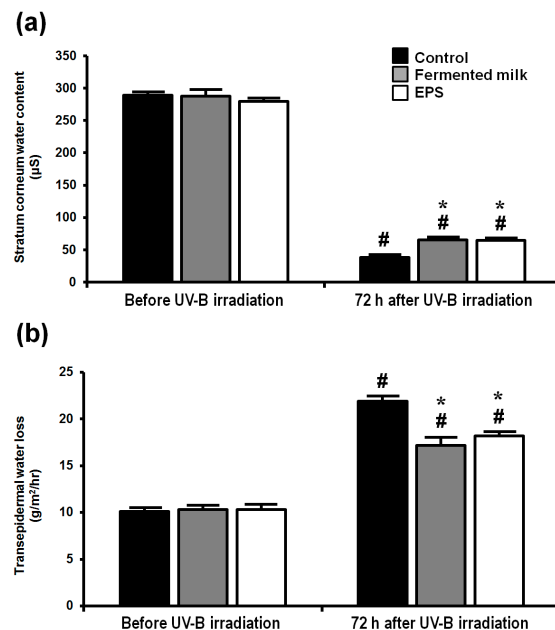 (a)
350
300
250
200
150
100
50
0
Stratum corneum water content
(µS)
Control
Fermented milk
EPS
#
*
#
*
#
Before UV-B irradiation
72 h after UV-B irradiation
(b)
25
20
15
10
5
0
Transepidermal water loss
(g/m²/hr)
#
*
#
*
#
Before UV-B irradiation
72 h after UV-B irradiation